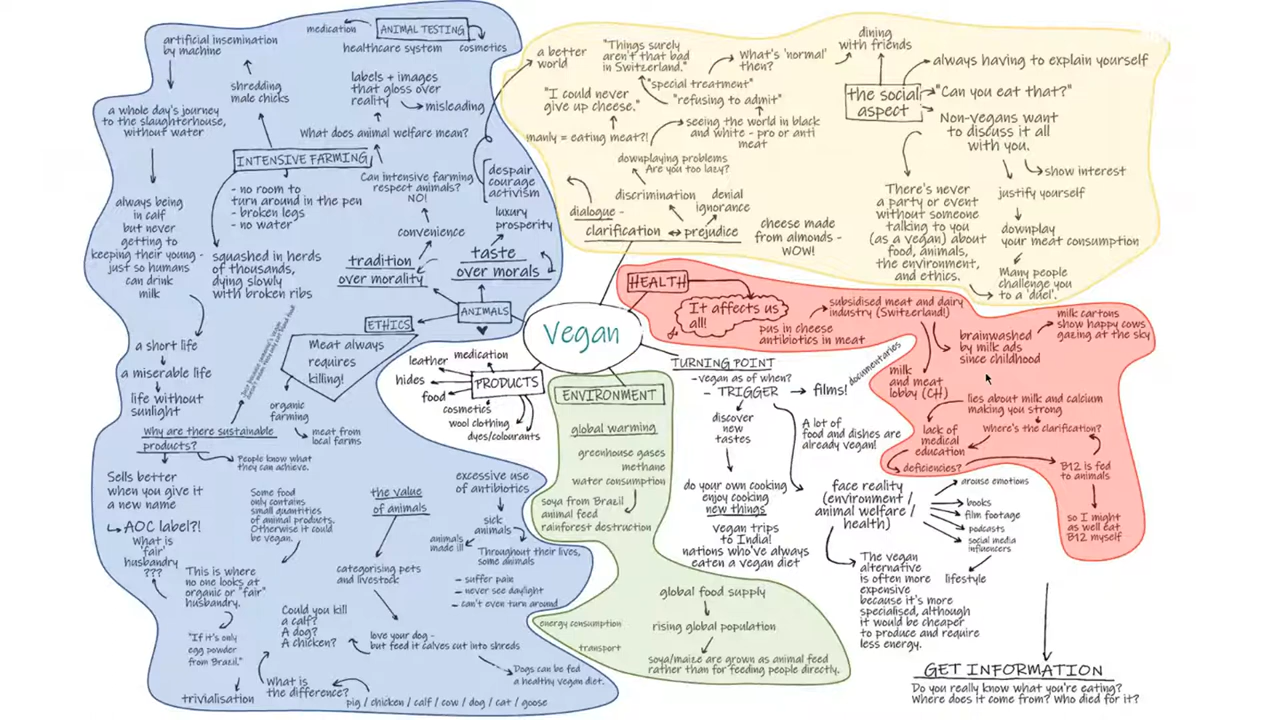 ANIMAL TESTING
medication
healthcare system
cosmetics
artificial insemination
by machine
shredding
male chicks
a whole day's journey
to the slaughterhouse,
without water
labels + images
that gloss over
reality
misleading
What does animal welfare mean?
INTENSIVE FARMING
- no room to
turn around in the pen
- broken legs
- no water
Can intensive farming
respect animals?
NO!
despair
courage
activism
always being
in calf
but never
getting to
keeping their young -
just so humans
can drink
milk
squashed in herds
of thousands,
dying slowly
with broken ribs
convenience
luxury
prosperity
tradition
over morality
taste
over morals
ANIMALS
ETHICS
Meat always
requires
killing!
a short life
a miserable life
life without
sunlight
organic
farming
meat from
local farms
Why are there sustainable
products?
People know what
they can achieve.
Sells better
when you give it
a new name
AOC label?!
What is
'fair'
husbandry
???
Some food
only contains
small quantities
of animal products.
Otherwise it could
be vegan.
This is where
no one looks at
organic or "fair"
husbandry.
"If it's only
egg powder
from Brazil."
trivialisation
the value
of animals
categorising pets
and livestock
love your dog -
but feed it calves cut into shreds
Dogs can be fed
a healthy vegan diet.
Could you kill
a calf?
A dog?
A chicken?
What is
the difference?
pig / chicken / calf / cow / dog / cat / goose
excessive use
of antibiotics
sick
animals
animals
made ill
Throughout their lives,
some animals
- suffer pain
- never see daylight
- can't even turn around
a better
world
"Things surely
aren't that bad
in Switzerland."
What's 'normal'
then?
"special treatment"
"I could never
give up cheese."
"refusing to admit"
manly = eating meat?!
seeing the world in black
and white - pro or anti
meat
downplaying problems
Are you too lazy?
discrimination
denial
ignorance
dialogue -
clarification
prejudice
cheese made
from almonds -
WOW!
dining
with friends
the social
aspect
always having to explain yourself
"Can you eat that?"
Non-vegans want
to discuss it all
with you.
show interest
justify yourself
downplay
your meat consumption
Many people
challenge you
to a 'duel'.
There's never
a party or event
without someone
talking to you
(as a vegan) about
food, animals,
the environment,
and ethics.
Vegan
HEALTH
It affects us
all!
pus in cheese
antibiotics in meat
subsidised meat and dairy
industry (Switzerland!)
brainwashed
by milk ads
since childhood
milk cartons
show happy cows
gazing at the sky
milk
and meat
lobby (CH)
lies about milk and calcium
making you strong
Where's the clarification?
lack of
medical
education
deficiencies?
B12 is fed
to animals
so I might
as well eat
B12 myself
PRODUCTS
leather
medication
hides
food
cosmetics
wool clothing
dyes/colourants
ENVIRONMENT
global warming
greenhouse gases
methane
water consumption
soya from Brazil
animal feed
rainforest destruction
energy consumption
transport
global food supply
rising global population
soya/maize are grown as animal feed
rather than for feeding people directly.
TURNING POINT
-vegan as of when?
- TRIGGER
films!
documentaries
discover
new
tastes
A lot of
food and dishes are
already vegan!
do your own cooking
enjoy cooking
new things
vegan trips
to India!
nations who've always
eaten a vegan diet
face reality
(environment /
animal welfare /
health)
arouse emotions
books
film footage
podcasts
social media
influencers
lifestyle
The vegan
alternative
is often more
expensive
because it's more
specialised, although
it would be cheaper
to produce and require
less energy.
GET INFORMATION
Do you really know what you're eating?
Where does it come from? Who died for it?